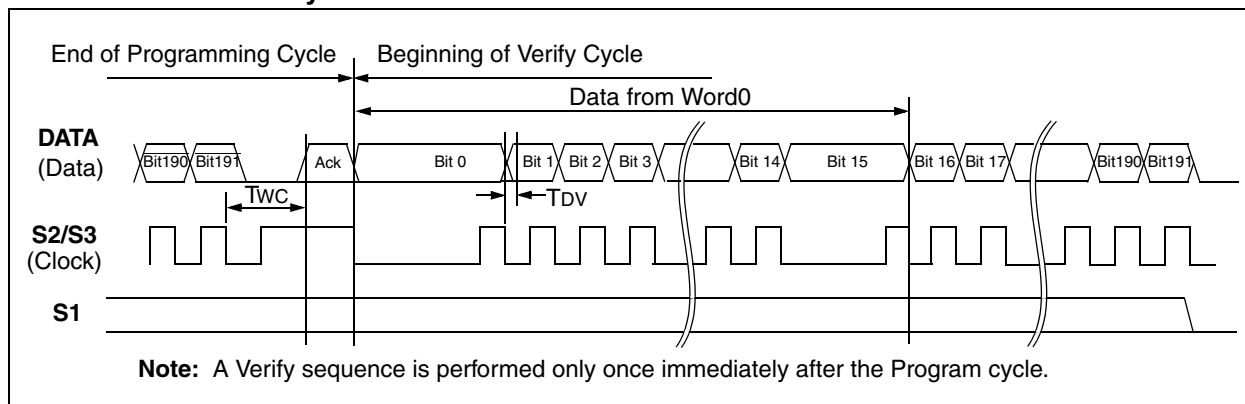 End of Programming Cycle Beginning of Verify Cycle
Data from Word0
DATA
(Data)
Bit190 Bit191 Ack Bit 0 Bit 1 Bit 2 Bit 3 Bit 14 Bit 15 Bit 16 Bit 17 Bit190 Bit191
TWC
TDV
S2/S3
(Clock)
S1
Note: A Verify sequence is performed only once immediately after the Program cycle.